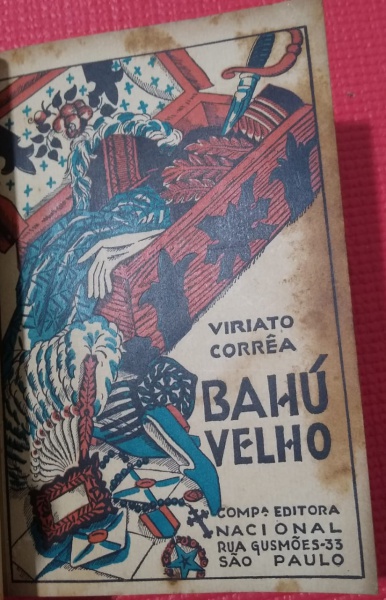 VIRIATO
CORRÊA
BAHÚ
VELHO
COMPᴬ EDITORA
NACIONAL
RUA GUSMÕES-33
SÃO PAULO